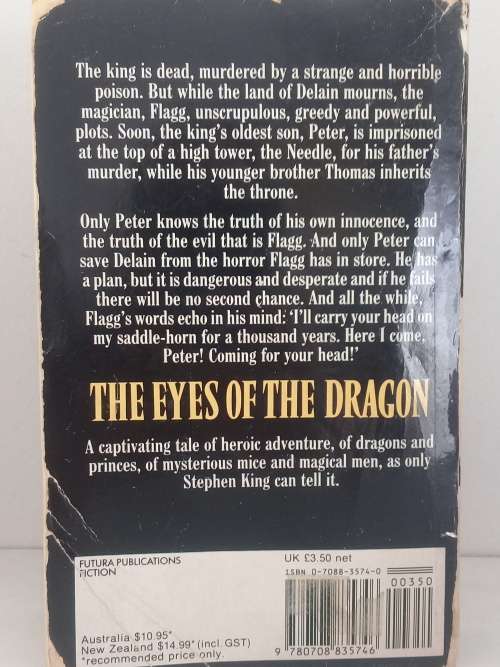 The king is dead, murdered by a strange and horrible
poison. But while the land of Delain mourns, the
magician, Flagg, unscrupulous, greedy and powerful,
plots. Soon, the king's oldest son, Peter, is imprisoned
at the top of a high tower, the Needle, for his father's
murder, while his younger brother Thomas inherits
the throne.
Only Peter knows the truth of his own innocence, and
the truth of the evil that is Flagg. And only Peter can
save Delain from the horror Flagg has in store. He has
a plan, but it is dangerous and desperate and if he fails
there will be no second chance. And all the while,
Flagg's words echo in his mind: 'I'll carry your head on
my saddle-horn for a thousand years. Here I come,
Peter! Coming for your head!'
THE EYES OF THE DRAGON
A captivating tale of heroic adventure, of dragons and
princes, of mysterious mice and magical men, as only
Stephen King can tell it.
FUTURA PUBLICATIONS
FICTION
UK £3.50 net
ISBN 0-7088-3574-0
00350
Australia $10.95*
New Zealand $14.99* (incl. GST)
*recommended price only.
9 780708 835746